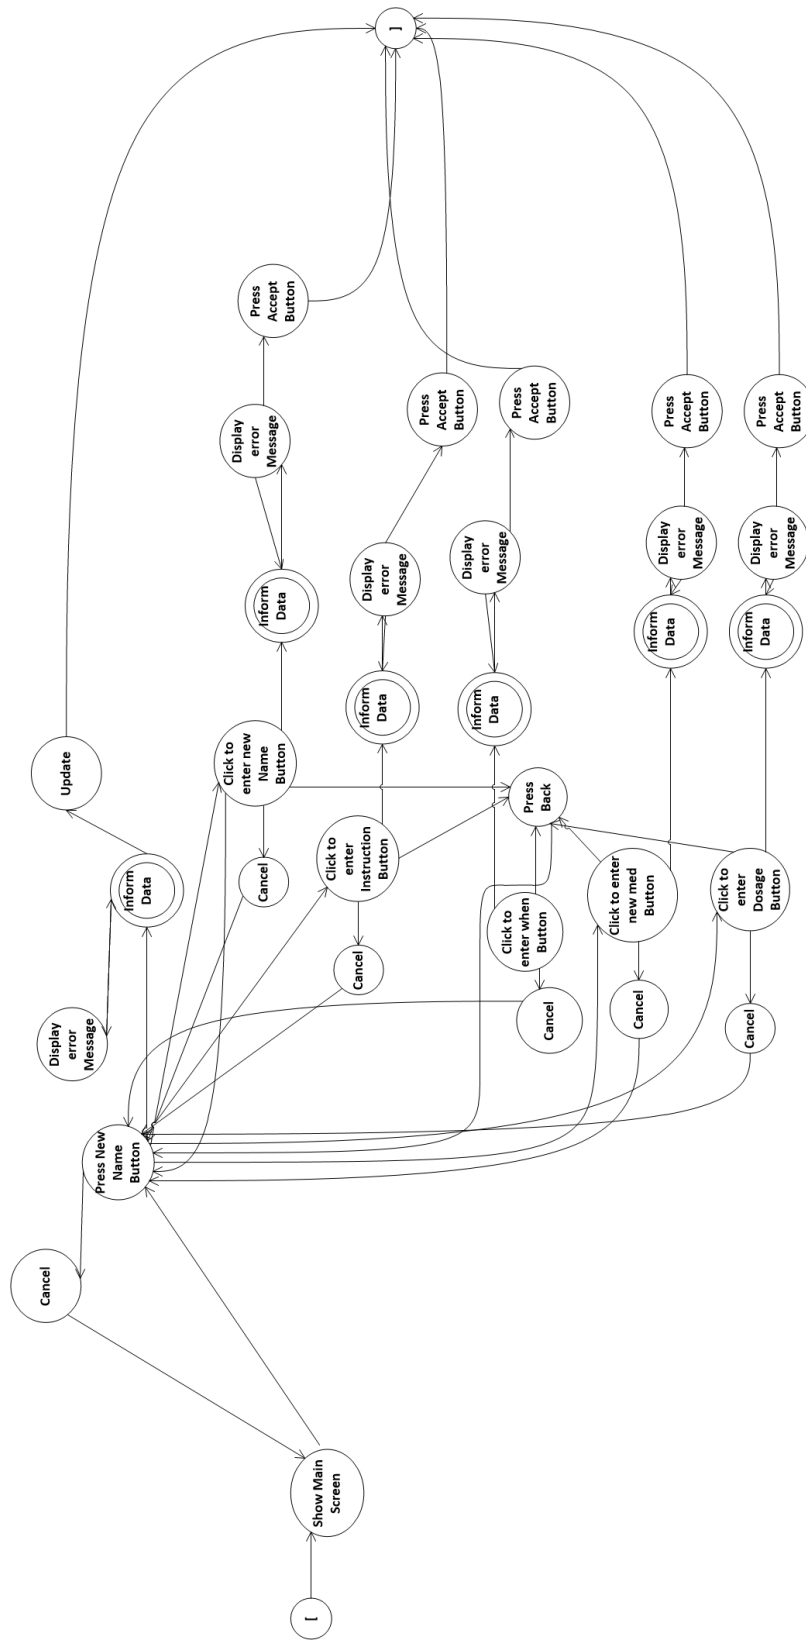 [
Show Main
Screen
Cancel
Press New
Name
Button
Display
error
Message
Inform
Data
Update
Cancel
Click to
enter new
Name
Button
Inform
Data
Display
error
Message
Press
Accept
Button
Cancel
Click to
enter
Instruction
Button
Inform
Data
Display
error
Message
Press
Accept
Button
Cancel
Click to
enter when
Button
Press
Back
Inform
Data
Display
error
Message
Press
Accept
Button
Cancel
Click to enter
new med
Button
Inform
Data
Display
error
Message
Press
Accept
Button
Cancel
Click to
enter
Dosage
Button
Inform
Data
Display
error
Message
Press
Accept
Button
]